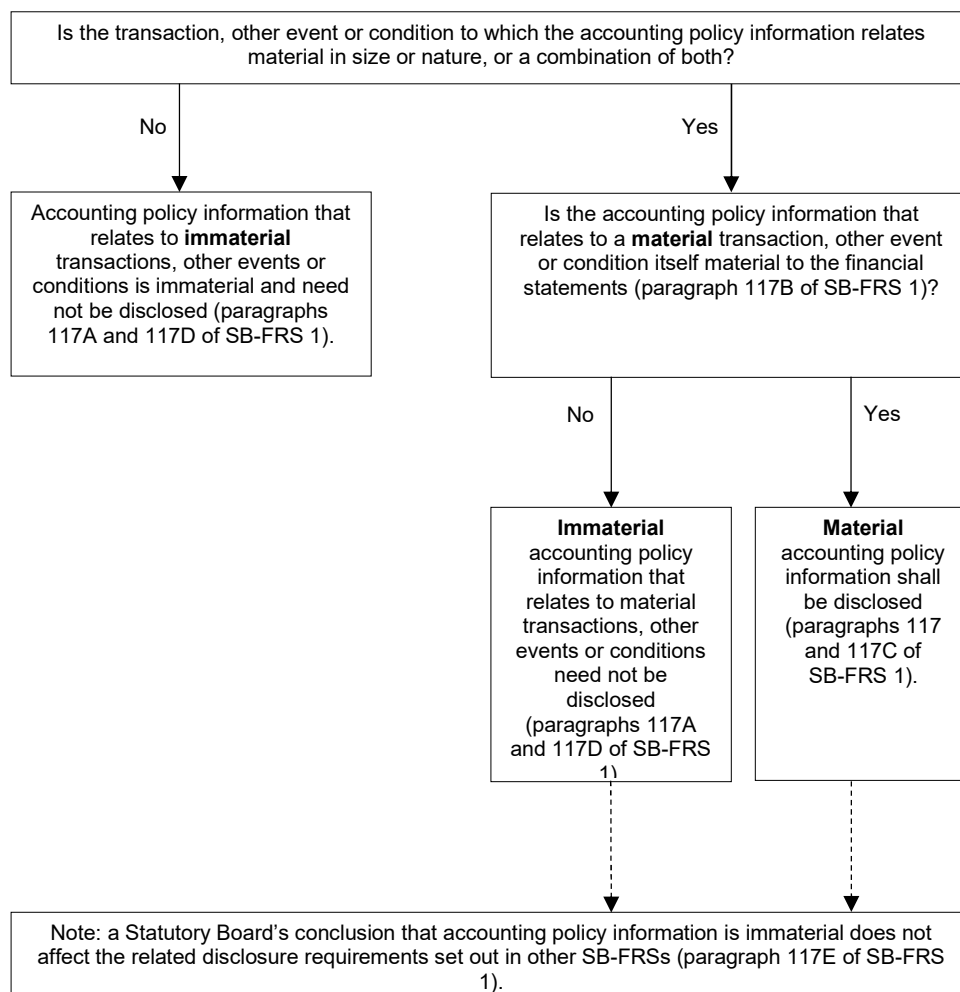 Is the transaction, other event or condition to which the accounting policy information relates
material in size or nature, or a combination of both?
No
Yes
Accounting policy information that
relates to immaterial
transactions, other events or
conditions is immaterial and need
not be disclosed (paragraphs
117A and 117D of SB-FRS 1).
Is the accounting policy information that
relates to a material transaction, other event
or condition itself material to the financial
statements (paragraph 117B of SB-FRS 1)?
No
Yes
Immaterial
accounting policy
information that
relates to material
transactions, other
events or conditions
need not be
disclosed
(paragraphs 117A
and 117D of SB-FRS
1)
Material
accounting policy
information shall
be disclosed
(paragraphs 117
and 117C of
SB-FRS 1).
Note: a Statutory Board’s conclusion that accounting policy information is immaterial does not
affect the related disclosure requirements set out in other SB-FRSs (paragraph 117E of SB-FRS
1).